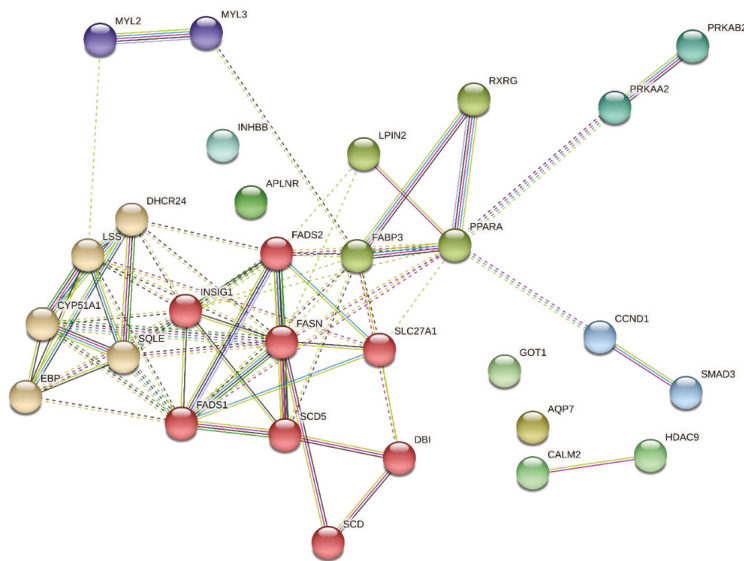 MYL2
MYL3
PRKAB2
PRKAA2
RXRG
INHBB
LPIN2
APLNR
DHCR24
LSS
FADS2
FABP3
PPARA
CYP51A1
INSIG1
SQLE
FASN
SLC27A1
CCND1
GOT1
SMAD3
EBP
FADS1
SCD5
AQP7
DBI
CALM2
HDAC9
SCD